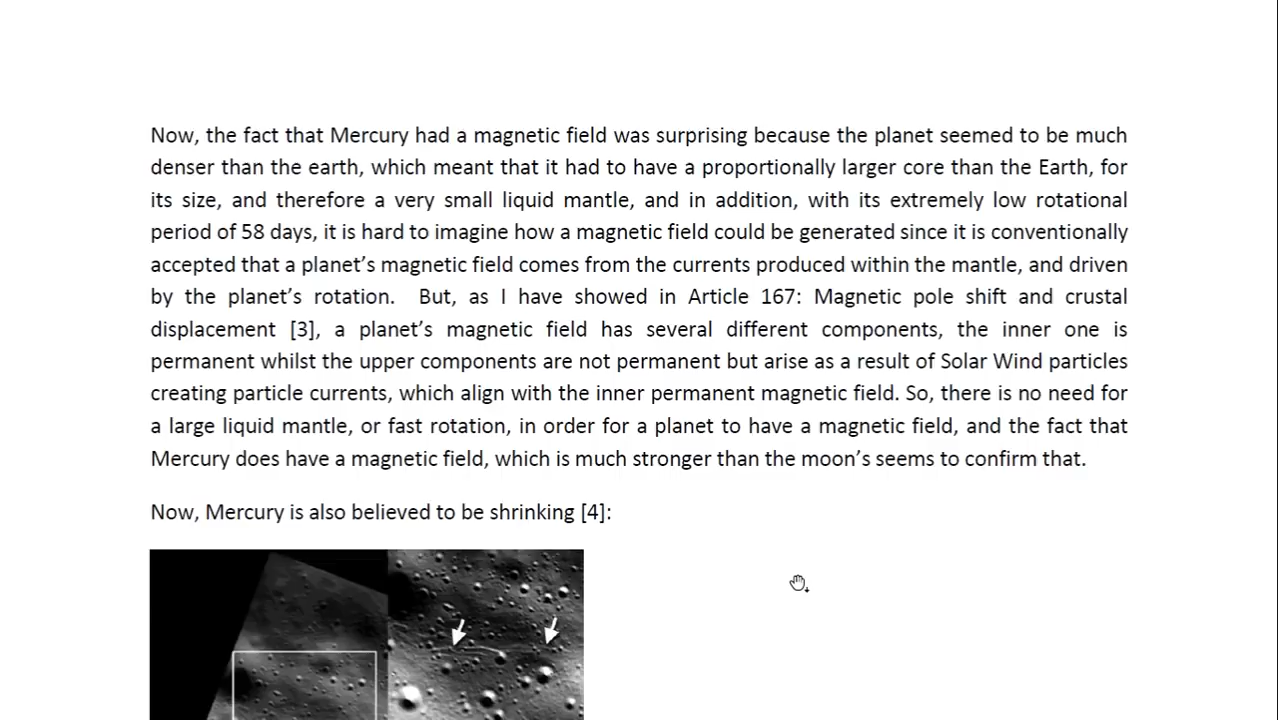 Now, the fact that Mercury had a magnetic field was surprising because the planet seemed to be much
denser than the earth, which meant that it had to have a proportionally larger core than the Earth, for
its size, and therefore a very small liquid mantle, and in addition, with its extremely low rotational
period of 58 days, it is hard to imagine how a magnetic field could be generated since it is conventionally
accepted that a planet’s magnetic field comes from the currents produced within the mantle, and driven
by the planet’s rotation.  But, as I have showed in Article 167: Magnetic pole shift and crustal
displacement [3], a planet’s magnetic field has several different components, the inner one is
permanent whilst the upper components are not permanent but arise as a result of Solar Wind particles
creating particle currents, which align with the inner permanent magnetic field. So, there is no need for
a large liquid mantle, or fast rotation, in order for a planet to have a magnetic field, and the fact that
Mercury does have a magnetic field, which is much stronger than the moon’s seems to confirm that.
Now, Mercury is also believed to be shrinking [4]: